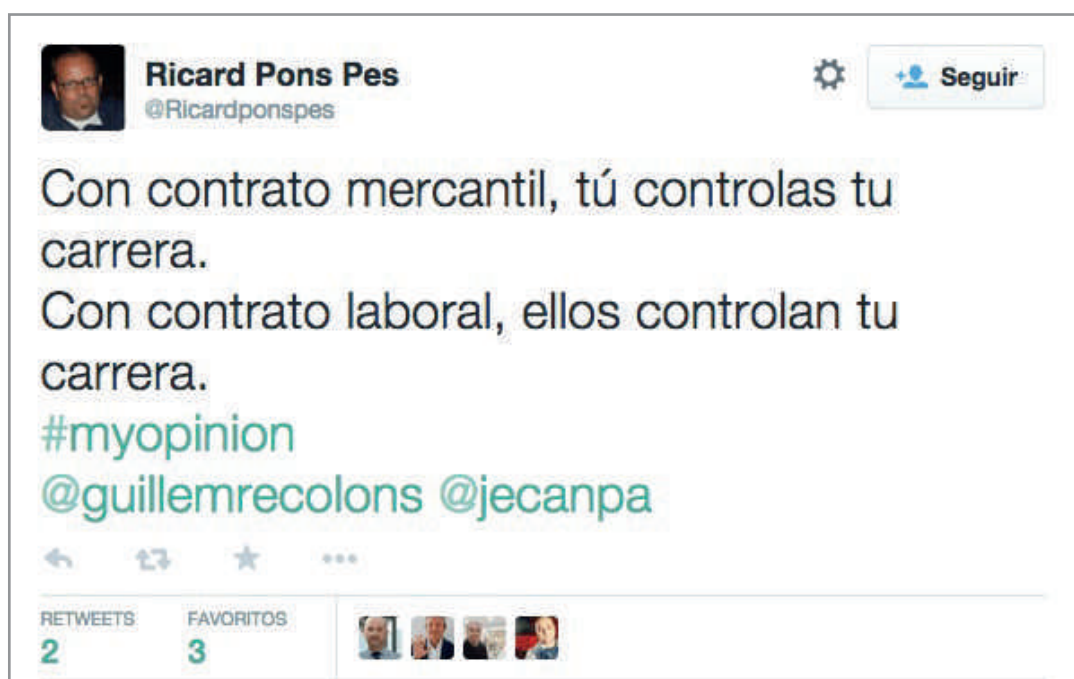 Ricard Pons Pes
Seguir
@Ricardponspes
Con contrato mercantil, tú controlas tu
carrera.
Con contrato laboral, ellos controlan tu
carrera.
#myopinion
@guillemrecolons @jecanpa
RETWEETS FAVORITOS
2 3